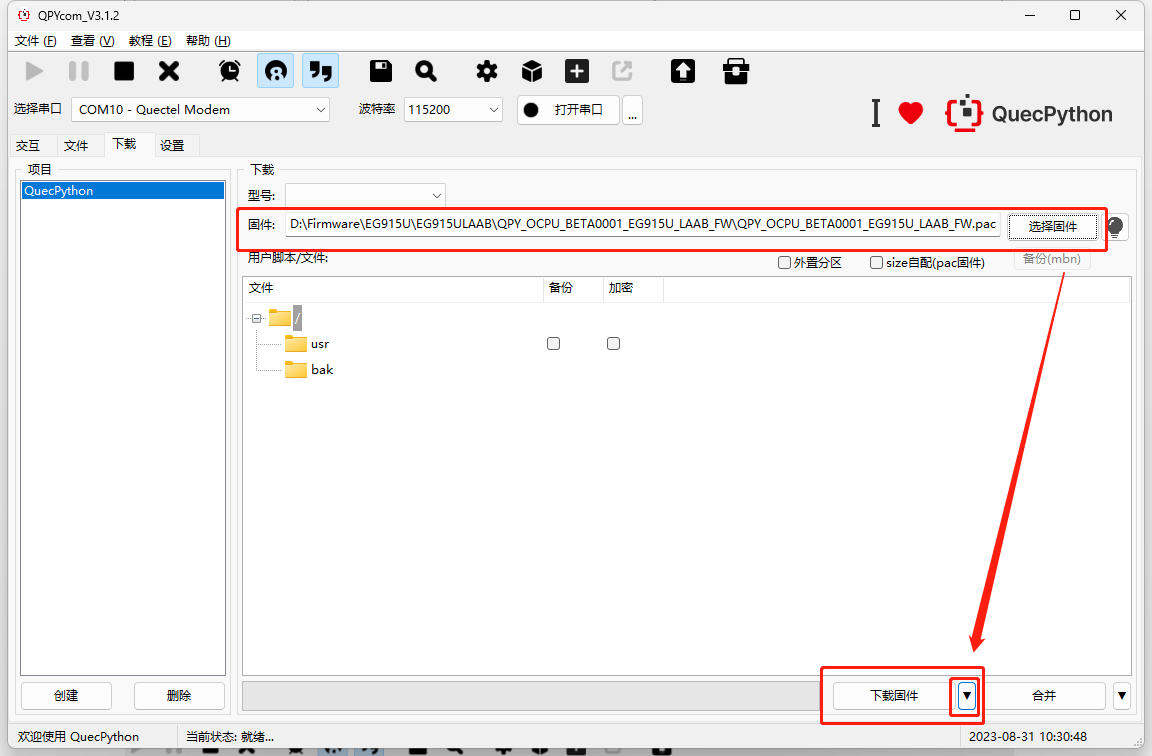 QPYcom_V3.1.2
文件 (F) 查看 (V) 教程 (E) 帮助 (H)
选择串口 COM10 - Quectel Modem 波特率 115200 打开串口 ... I QuecPython
交互 文件 下载 设置
项目
QuecPython
下载
型号:
固件: D:\Firmware\EG915U\EG915ULAAB\QPY_OCPU_BETA0001_EG915U_LAAB_FW\QPY_OCPU_BETA0001_EG915U_LAAB_FW.pac 选择固件
用户脚本/文件: 外置分区 size自配(pac固件) 备份(mbn)
文件 备份 加密
/
usr
bak
创建 删除 下载固件 合并
欢迎使用 QuecPython 当前状态: 就绪... 2023-08-31 10:30:48